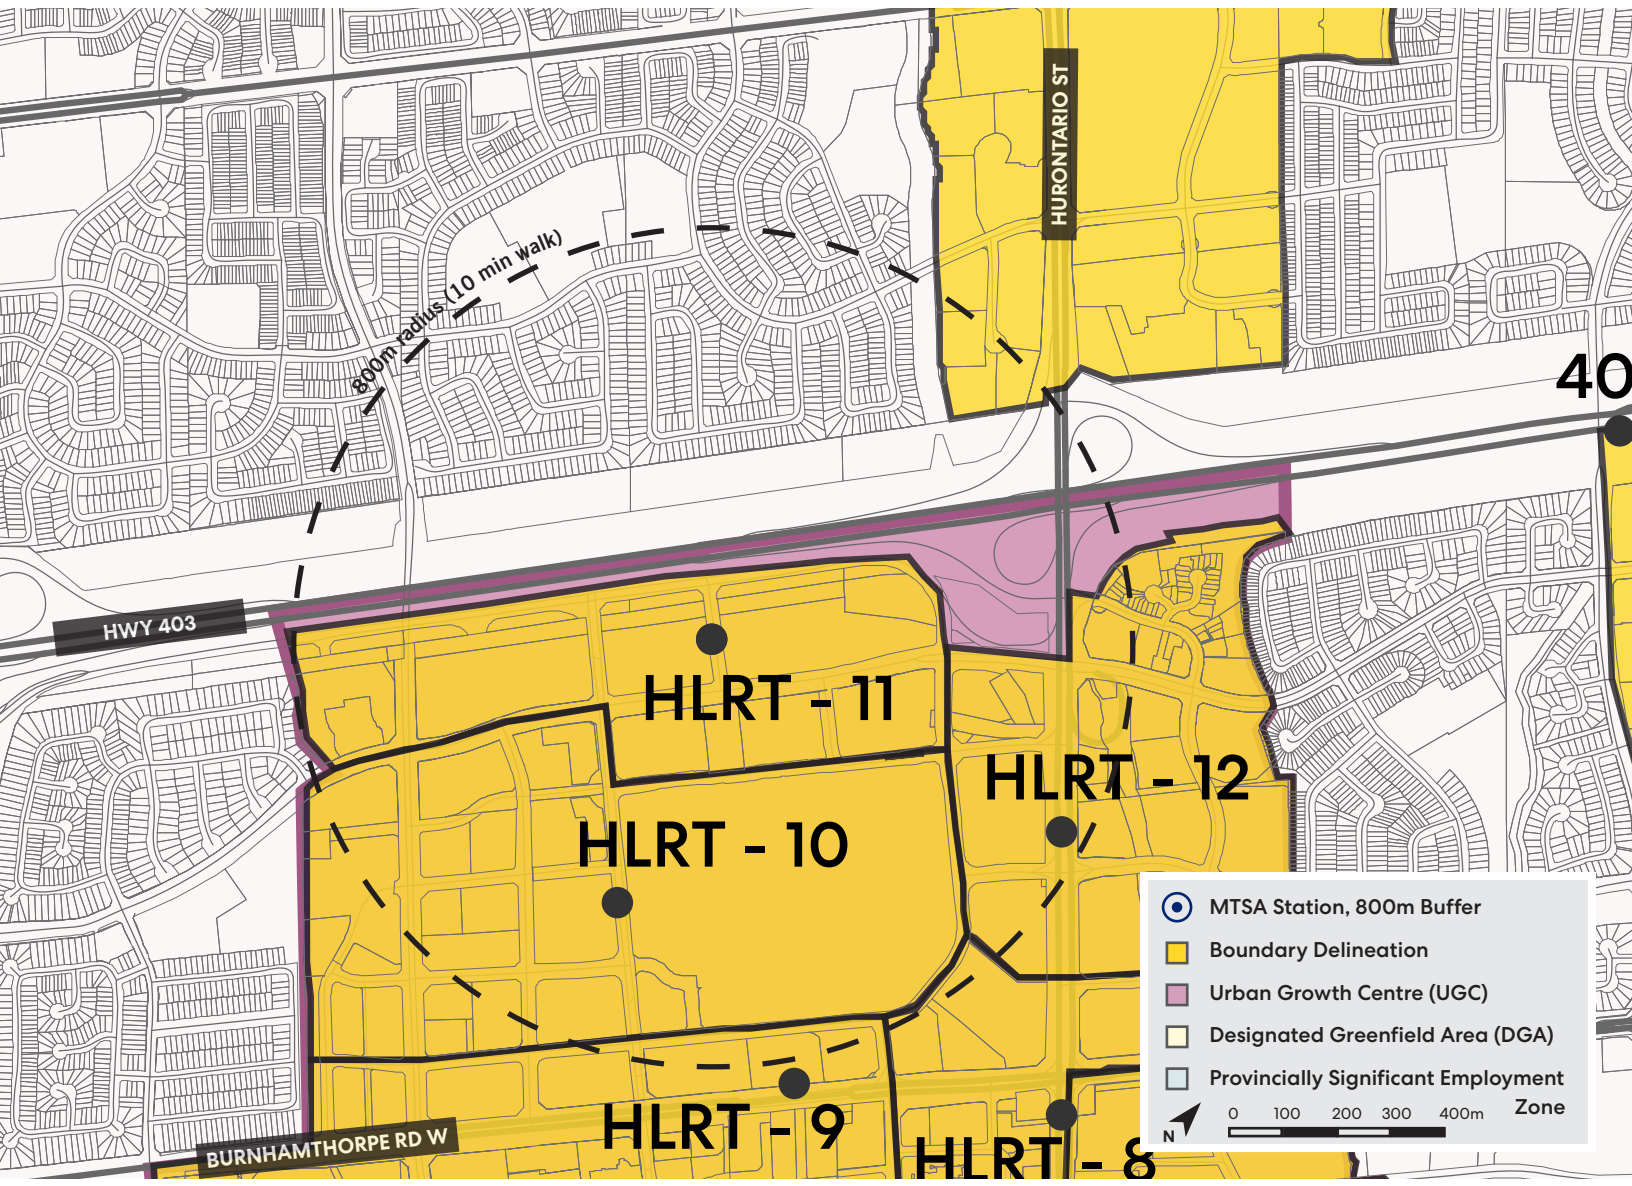 HURONTARIO ST
800m radius (10 min walk)
40
HWY 403
HLRT - 11
HLRT - 12
HLRT - 10
HLRT - 9
HLRT - 8
BURNHAMTHORPE RD W
MTSA Station, 800m Buffer
Boundary Delineation
Urban Growth Centre (UGC)
Designated Greenfield Area (DGA)
Provincially Significant Employment
Zone
N
0 100 200 300 400m